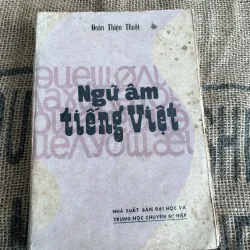 Đoàn Thiện Thuật
Ngữ âm
tiếng Việt
NHÀ XUẤT BẢN ĐẠI HỌC VÀ
TRUNG HỌC CHUYÊN NGHIỆP